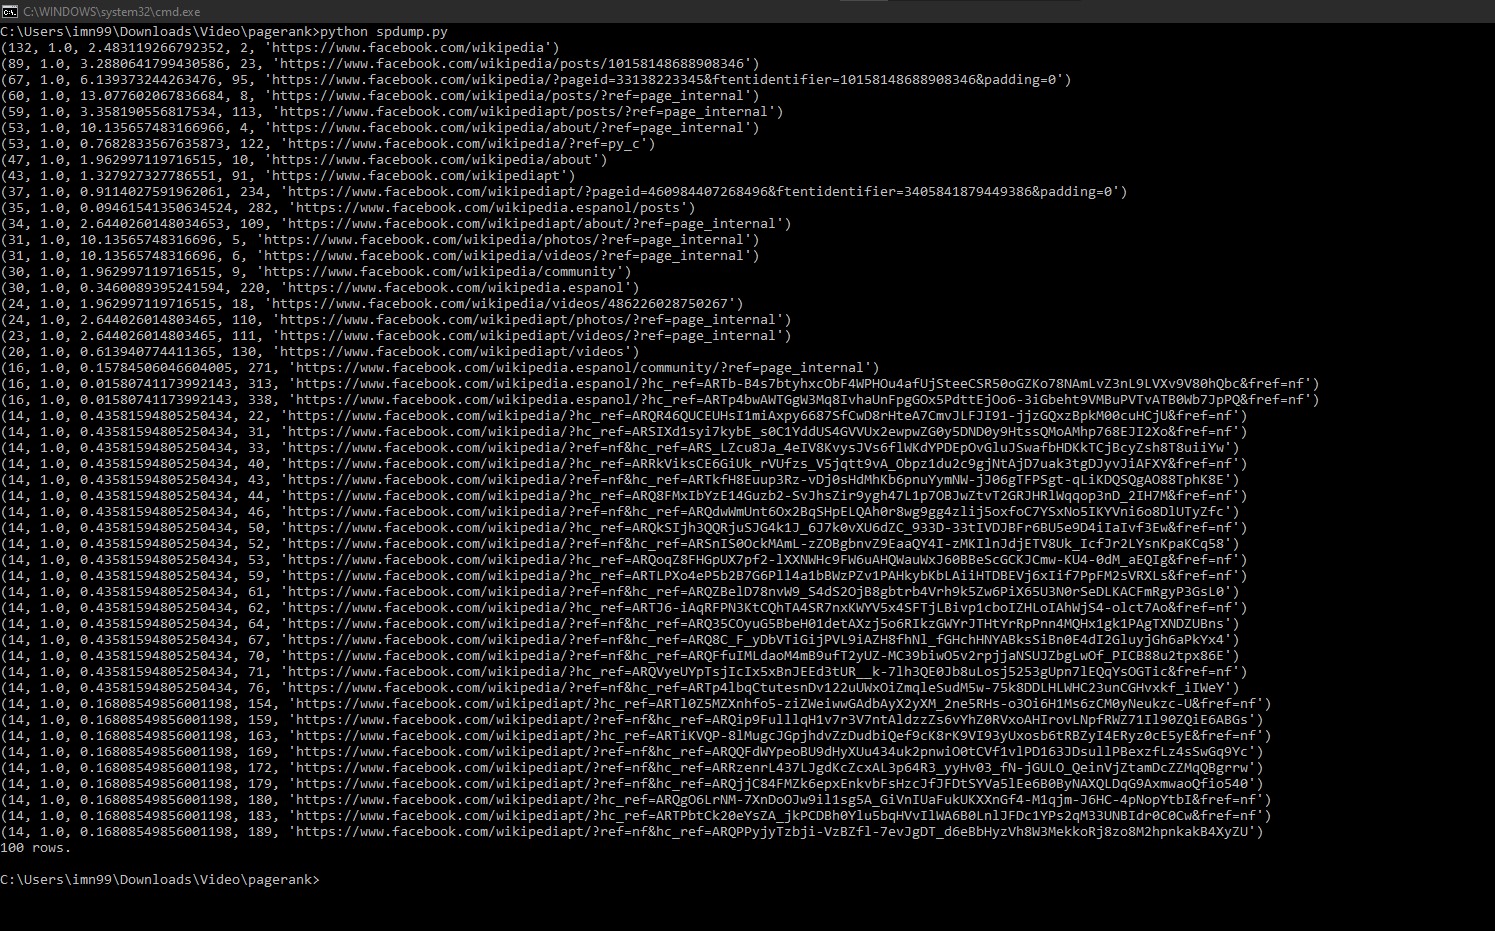 C:\WINDOWS\system32\cmd.exe
C:\Users\imn99\Downloads\Video\pagerank>python spdump.py
(132, 1.0, 2.483119266792352, 2, 'https://www.facebook.com/wikipedia')
(89, 1.0, 3.2880641799430586, 23, 'https://www.facebook.com/wikipedia/posts/10158148688908346')
(67, 1.0, 6.139373244263476, 95, 'https://www.facebook.com/wikipedia/?pageid=33138223345&ftentidentifier=10158148688908346&padding=0')
(60, 1.0, 13.077602067836684, 8, 'https://www.facebook.com/wikipedia/posts/?ref=page_internal')
(59, 1.0, 3.358190556817534, 113, 'https://www.facebook.com/wikipediapt/posts/?ref=page_internal')
(53, 1.0, 10.135657483166966, 4, 'https://www.facebook.com/wikipedia/about/?ref=page_internal')
(53, 1.0, 0.7682833567635873, 122, 'https://www.facebook.com/wikipedia/?ref=py_c')
(47, 1.0, 1.962997119716515, 10, 'https://www.facebook.com/wikipedia/about')
(43, 1.0, 1.327927327786551, 91, 'https://www.facebook.com/wikipediapt')
(37, 1.0, 0.9114027591962061, 234, 'https://www.facebook.com/wikipediapt/?pageid=460984407268496&ftentidentifier=3405841879449386&padding=0')
(35, 1.0, 0.09461541350634524, 282, 'https://www.facebook.com/wikipedia.espanol/posts')
(34, 1.0, 2.6440260148034653, 109, 'https://www.facebook.com/wikipediapt/about/?ref=page_internal')
(31, 1.0, 10.13565748316696, 5, 'https://www.facebook.com/wikipedia/photos/?ref=page_internal')
(31, 1.0, 10.13565748316696, 6, 'https://www.facebook.com/wikipedia/videos/?ref=page_internal')
(30, 1.0, 1.962997119716515, 9, 'https://www.facebook.com/wikipedia/community')
(30, 1.0, 0.3460089395241594, 220, 'https://www.facebook.com/wikipedia.espanol')
(24, 1.0, 1.962997119716515, 18, 'https://www.facebook.com/wikipedia/videos/486226028750267')
(24, 1.0, 2.644026014803465, 110, 'https://www.facebook.com/wikipediapt/photos/?ref=page_internal')
(23, 1.0, 2.644026014803465, 111, 'https://www.facebook.com/wikipediapt/videos/?ref=page_internal')
(20, 1.0, 0.613940774411365, 130, 'https://www.facebook.com/wikipediapt/videos')
(16, 1.0, 0.15784506046604005, 271, 'https://www.facebook.com/wikipedia.espanol/community/?ref=page_internal')
(16, 1.0, 0.01580741173992143, 313, 'https://www.facebook.com/wikipedia.espanol/?hc_ref=ARTb-B4s7btyhxcObF4WPHOu4afUjSteeCSR50oGZKo78NAmLvZ3nL9LVXv9V80hQbc&fref=nf')
(16, 1.0, 0.01580741173992143, 338, 'https://www.facebook.com/wikipedia.espanol/?hc_ref=ARTp4bwAWTGgW3Mq8IvhaUnFpgGOx5PdttEjOo6-3iGbeht9VMBuPVTvATB0Wb7JpPQ&fref=nf')
(14, 1.0, 0.43581594805250434, 22, 'https://www.facebook.com/wikipedia/?hc_ref=ARQR46QUCEUHsI1miAxpy6687SfCwD8rHteA7CmvJLFJI91-jjzGQxzBpkM00cuHCjU&fref=nf')
(14, 1.0, 0.43581594805250434, 31, 'https://www.facebook.com/wikipedia/?hc_ref=ARSIXd1syi7kybE_s0C1YddUS4GVVUx2ewpwZG0y5DND0y9HtssQMoAMhp768EJI2Xo&fref=nf')
(14, 1.0, 0.43581594805250434, 33, 'https://www.facebook.com/wikipedia/?ref=nf&hc_ref=ARS_LZcu8Ja_4eIV8KvysJVs6flWKdYPDEpOvGluJSwafbHDKkTCjBcyZsh8T8uiiYw')
(14, 1.0, 0.43581594805250434, 40, 'https://www.facebook.com/wikipedia/?hc_ref=ARRkViksCE6GiUk_rVUfzs_V5jqtt9vA_Obpz1du2c9gjNtAjD7uak3tgDJyvJiAFXY&fref=nf')
(14, 1.0, 0.43581594805250434, 43, 'https://www.facebook.com/wikipedia/?ref=nf&hc_ref=ARTkfH8Euup3Rz-vDj0sHdMhKb6pnuYymNW-jJ06gTFPSgt-qLiKDQSQgAO88TphK8E')
(14, 1.0, 0.43581594805250434, 44, 'https://www.facebook.com/wikipedia/?hc_ref=ARQ8FMxIbYzE14Guzb2-SvJhsZir9ygh47L1p7OBJwZtvT2GRJHRlWqqop3nD_2IH7M&fref=nf')
(14, 1.0, 0.43581594805250434, 46, 'https://www.facebook.com/wikipedia/?ref=nf&hc_ref=ARQdwWmUnt6Ox2BqSHpELQAh0r8wg9gg4zlij5oxfoC7YSxNo5IKYVni6o8DlUTyZfc')
(14, 1.0, 0.43581594805250434, 50, 'https://www.facebook.com/wikipedia/?hc_ref=ARQkSIjh3QQRjuSJG4k1J_6J7k0vXU6dZC_933D-33tIVDJBFr6BU5e9D4iIaIvf3Ew&fref=nf')
(14, 1.0, 0.43581594805250434, 52, 'https://www.facebook.com/wikipedia/?ref=nf&hc_ref=ARSnIS0OckMAmL-zZOBgbnvZ9EaaQY4I-zMKIlnJdjETV8Uk_IcfJr2LYsnKpaKCq58')
(14, 1.0, 0.43581594805250434, 53, 'https://www.facebook.com/wikipedia/?hc_ref=ARQoqZ8FHGpUX7pf2-lXXNWHc9FW6uAHQWauWxJ60BBeScGCKJCmw-KU4-0dM_aEQIg&fref=nf')
(14, 1.0, 0.43581594805250434, 59, 'https://www.facebook.com/wikipedia/?hc_ref=ARTLPXo4eP5b2B7G6Pll4a1bBWzPZv1PAHkybKbLAiiHTDBEVj6xIif7PpFM2sVRXLs&fref=nf')
(14, 1.0, 0.43581594805250434, 61, 'https://www.facebook.com/wikipedia/?ref=nf&hc_ref=ARQZBelD78nvW9_S4dS2OjB8gbtrb4Vrh9k5Zw6PiX65U3N0rSeDLKACFmRgyP3GsL0')
(14, 1.0, 0.43581594805250434, 62, 'https://www.facebook.com/wikipedia/?hc_ref=ARTJ6-iAqRFPN3KtCQhTA4SR7nxKWYV5x4SFTjLBivp1cboIZHLoIAhWjS4-olct7Ao&fref=nf')
(14, 1.0, 0.43581594805250434, 64, 'https://www.facebook.com/wikipedia/?ref=nf&hc_ref=ARQ35COyuG5BbeH01detAXzj5o6RIkzGWYrJTHtYrRpPnn4MQHx1gk1PAgTXNDZUBns')
(14, 1.0, 0.43581594805250434, 67, 'https://www.facebook.com/wikipedia/?ref=nf&hc_ref=ARQ8C_F_yDbVTiGijPVL9iAZH8fhNl_fGHchHNYABksSiBn0E4dI2GluyjGh6aPkYx4')
(14, 1.0, 0.43581594805250434, 70, 'https://www.facebook.com/wikipedia/?ref=nf&hc_ref=ARQFfuIMLdaoM4mB9ufT2yUZ-MC39biwO5v2rpjjaNSUJZbgLwOf_PICB88u2tpx86E')
(14, 1.0, 0.43581594805250434, 71, 'https://www.facebook.com/wikipedia/?hc_ref=ARQVyeUYpTsjIcIx5xBnJEEd3tUR__k-7lh3QE0Jb8uLosj5253gUpn7lEQqYsOGTic&fref=nf')
(14, 1.0, 0.43581594805250434, 76, 'https://www.facebook.com/wikipedia/?ref=nf&hc_ref=ARTp4lbqCtutesnDv122uUWxOiZmqleSudM5w-75k8DDLHLWHC23unCGHvxkf_iIWeY')
(14, 1.0, 0.16808549856001198, 154, 'https://www.facebook.com/wikipediapt/?hc_ref=ARTl0Z5MZXnhfo5-ziZWeiwwGAdbAyX2yXM_2ne5RHs-o3Oi6H1Ms6zCM0yNeukzc-U&fref=nf')
(14, 1.0, 0.16808549856001198, 159, 'https://www.facebook.com/wikipediapt/?ref=nf&hc_ref=ARQip9FulllqH1v7r3V7ntAldzzZs6vYhZ0RVxoAHIrovLNpfRWZ71Il90ZQiE6ABGs')
(14, 1.0, 0.16808549856001198, 163, 'https://www.facebook.com/wikipediapt/?hc_ref=ARTiKVQP-8lMugcJGpjhdvZzDudbiQef9cK8rK9VI93yUxosb6tRBZyI4ERyz0cE5yE&fref=nf')
(14, 1.0, 0.16808549856001198, 169, 'https://www.facebook.com/wikipediapt/?ref=nf&hc_ref=ARQQFdWYpeoBU9dHyXUu434uk2pnwiO0tCVf1vlPD163JDsullPBexzfLz4sSwGq9Yc')
(14, 1.0, 0.16808549856001198, 172, 'https://www.facebook.com/wikipediapt/?ref=nf&hc_ref=ARRzenrL437LJgdKcZcxAL3p64R3_yyHv03_fN-jGULO_QeinVjZtamDcZZMqQBgrrw')
(14, 1.0, 0.16808549856001198, 179, 'https://www.facebook.com/wikipediapt/?ref=nf&hc_ref=ARQjjC84FMZk6epxEnkvbFsHzcJfJFDtSYVa5lEe6B0ByNAXQLDqG9AxmwaoQfio540')
(14, 1.0, 0.16808549856001198, 180, 'https://www.facebook.com/wikipediapt/?hc_ref=ARQgO6LrNM-7XnDoOJw9il1sg5A_GiVnIUaFukUKXXnGf4-M1qjm-J6HC-4pNopYtbI&fref=nf')
(14, 1.0, 0.16808549856001198, 183, 'https://www.facebook.com/wikipediapt/?hc_ref=ARTPbtCk20eYsZA_jkPCDBh0Ylu5bqHVvIlWA6B0LnlJFDc1YPs2qM33UNBIdr0C0Cw&fref=nf')
(14, 1.0, 0.16808549856001198, 189, 'https://www.facebook.com/wikipediapt/?ref=nf&hc_ref=ARQPPyjyTzbji-VzBZfl-7evJgDT_d6eBbHyzVh8W3MekkoRj8zo8M2hpnkakB4XyZU')
100 rows.
C:\Users\imn99\Downloads\Video\pagerank>